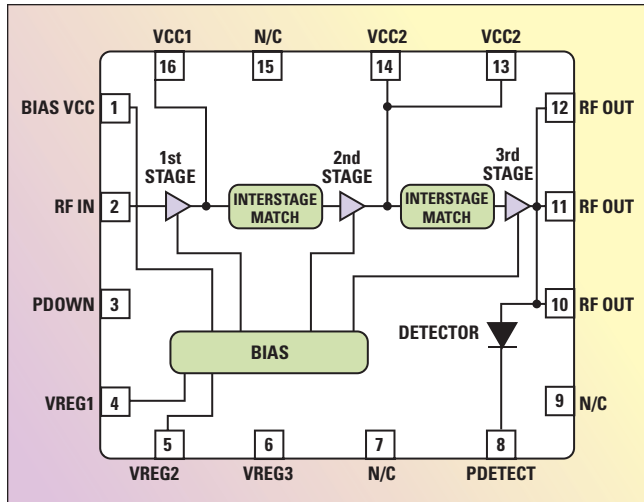 VCC1 N/C VCC2 VCC2
16 15 14 13
BIAS VCC 1
12 RF OUT
1st
STAGE
2nd
STAGE
3rd
STAGE
RF IN 2
INTERSTAGE
MATCH
INTERSTAGE
MATCH
11 RF OUT
PDOWN 3
10 RF OUT
DETECTOR
BIAS
VREG1 4
9 N/C
5 6 7 8
VREG2 VREG3 N/C PDETECT